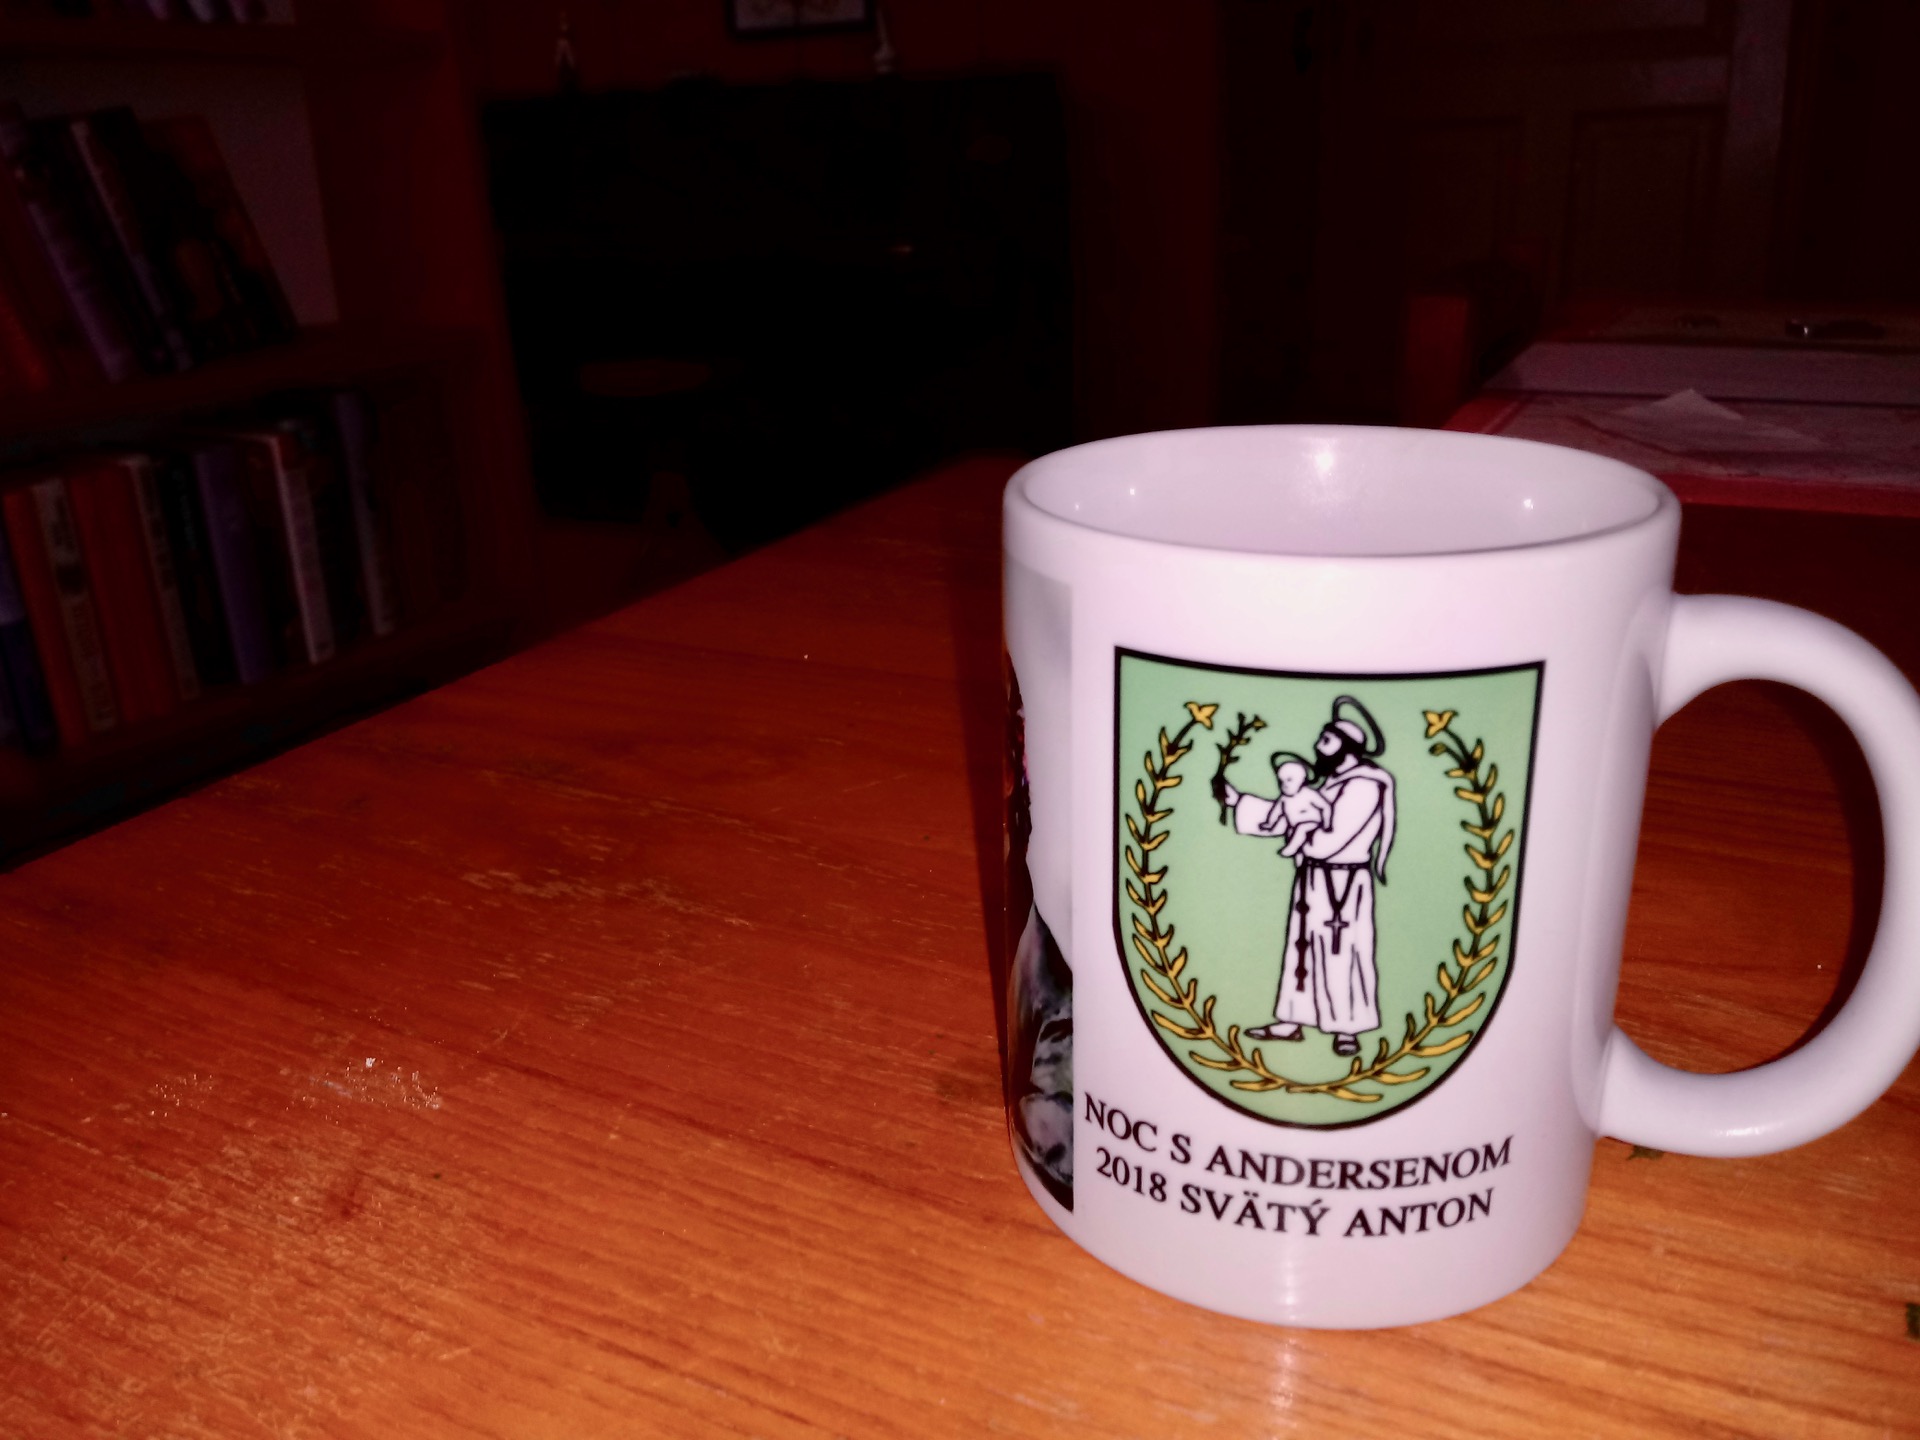 NOC S ANDERSENOM
2018 SVÄTÝ ANTON